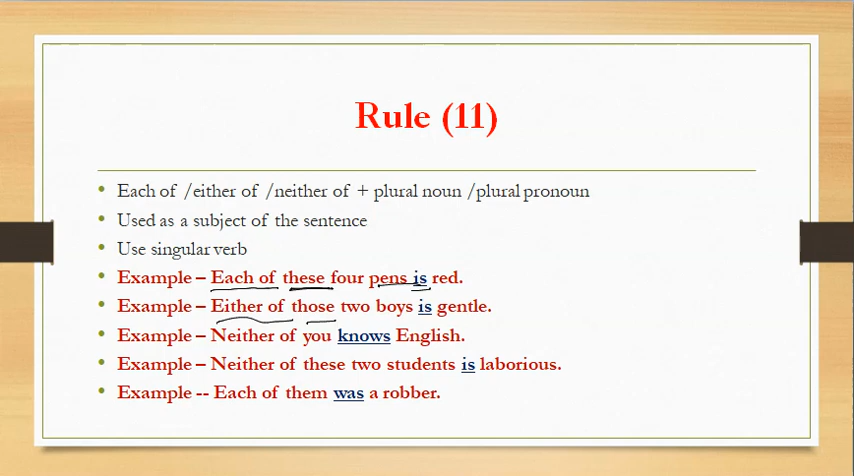 Rule (11)
• Each of /either of /neither of + plural noun /plural pronoun
• Used as a subject of the sentence
• Use singular verb
• Example – Each of these four pens is red.
• Example – Either of those two boys is gentle.
• Example – Neither of you knows English.
• Example – Neither of these two students is laborious.
• Example -- Each of them was a robber.